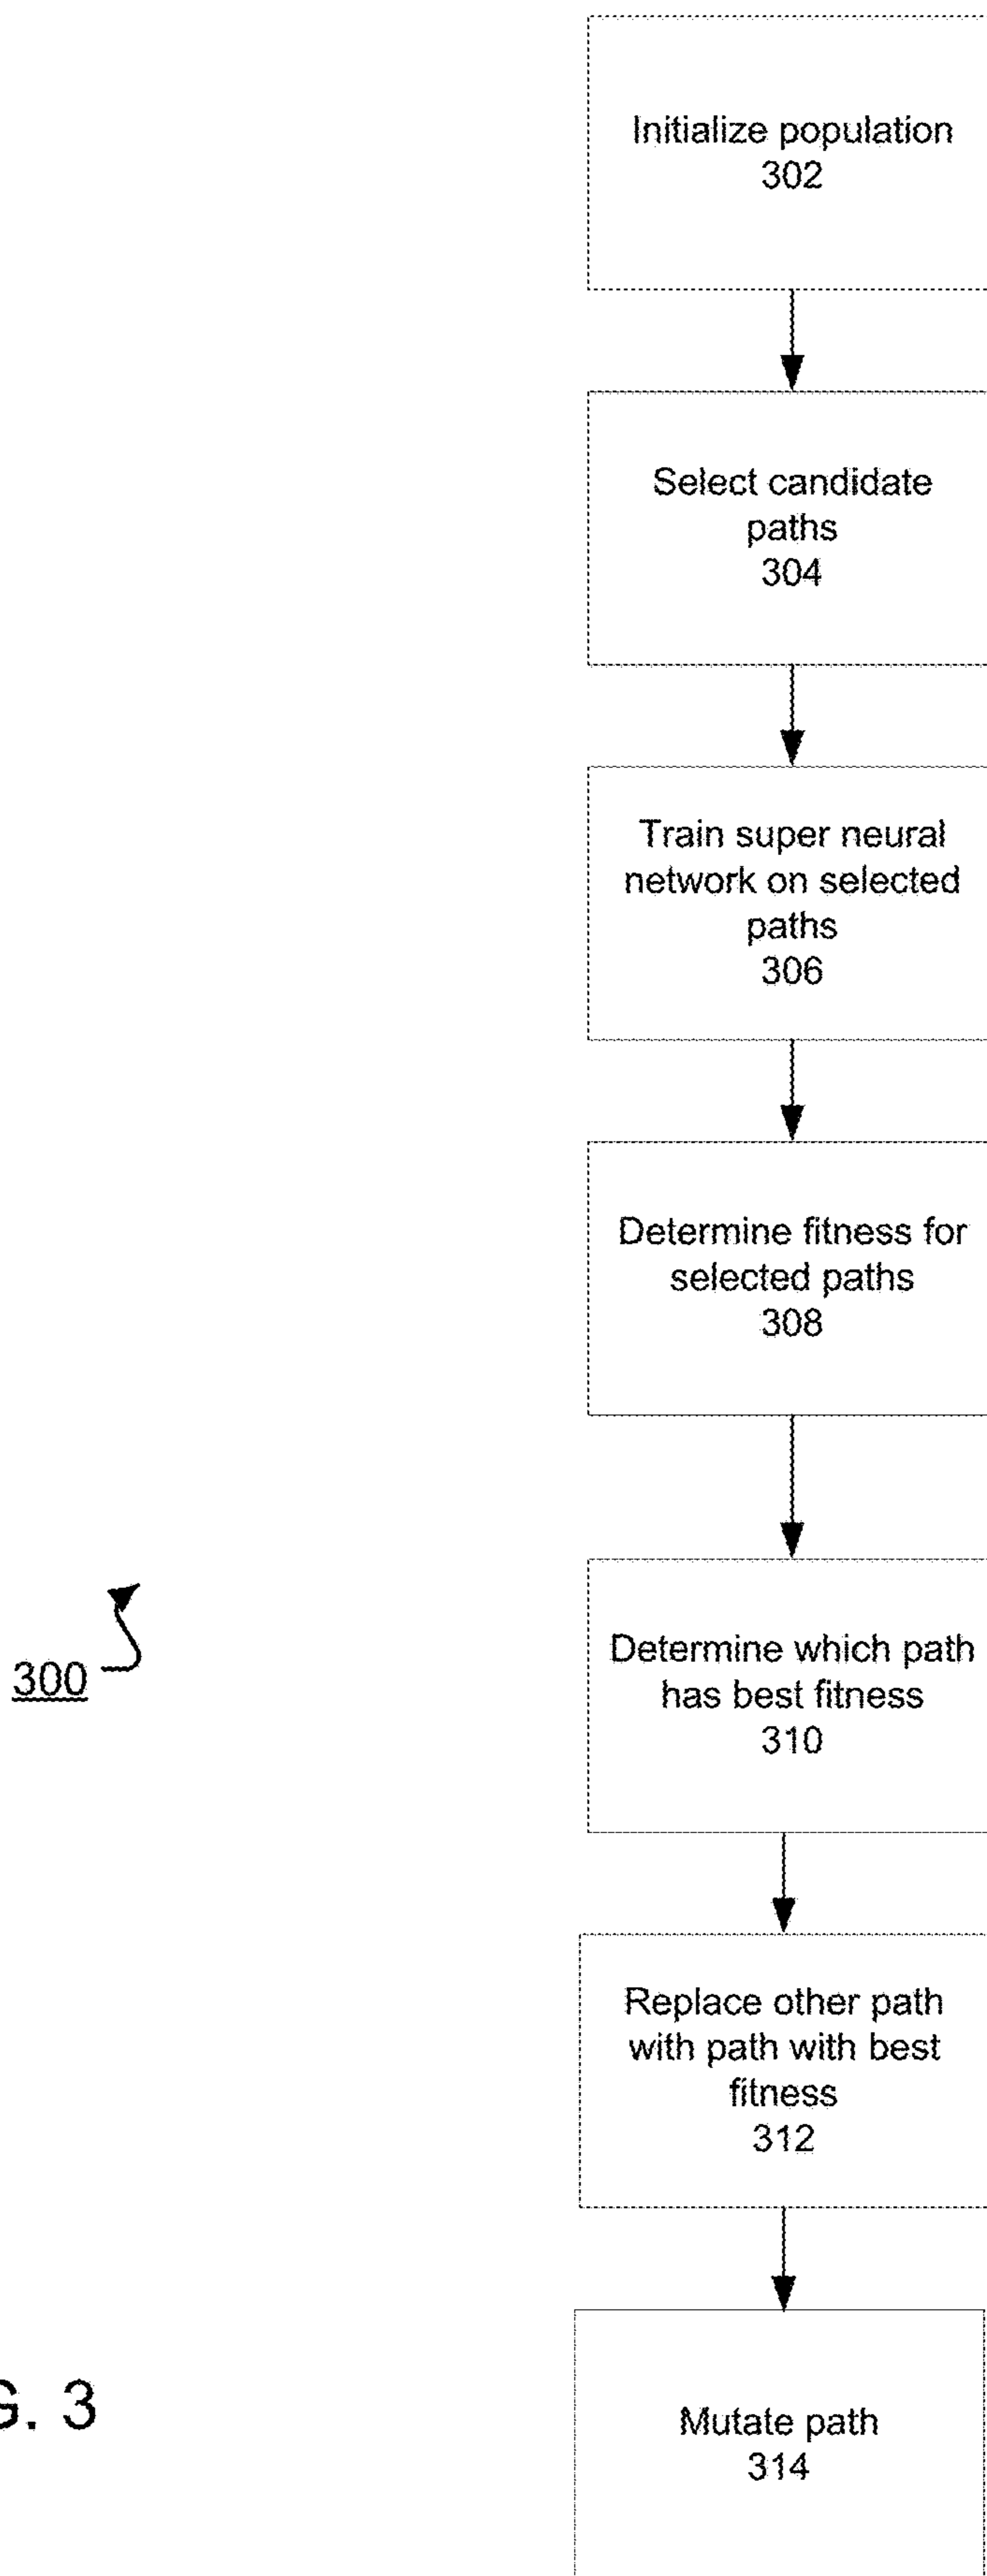 Initialize population
302
Select candidate
paths
304
Train super neural
network on selected
paths
306
Determine fitness for
selected paths
308
Determine which path
has best fitness
310
300
Replace other path
with path with best
fitness
312
G. 3
Mutate path
314